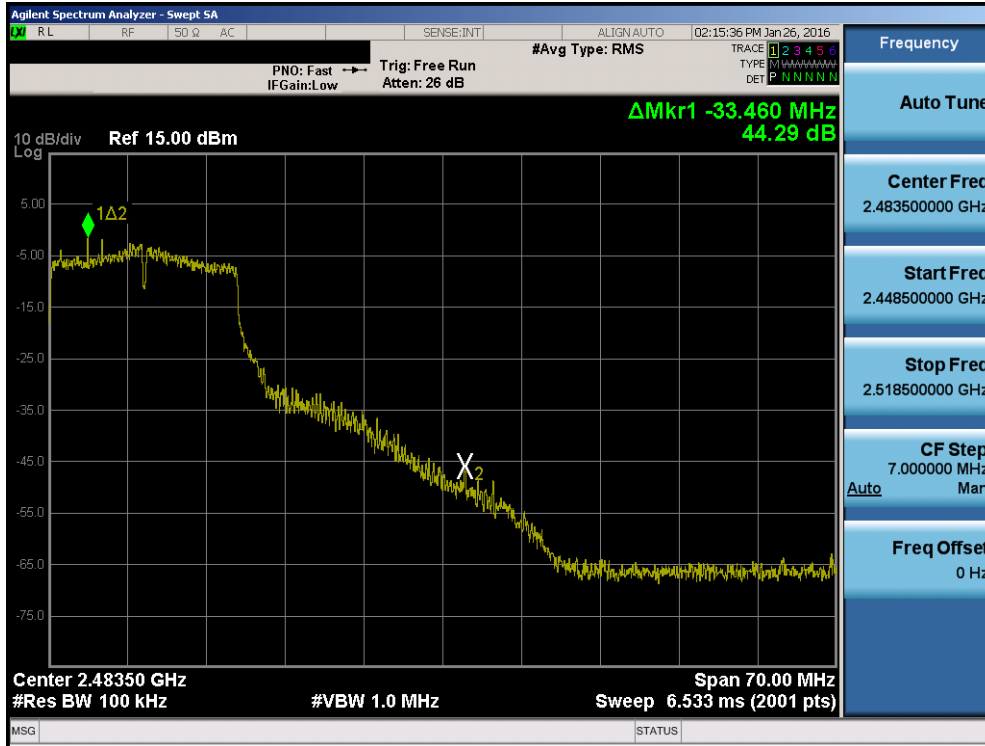 Agilent Spectrum Analyzer - Swept SA
LXI RL RF 50 Ω AC SENSE:INT ALIGN AUTO 02:15:36 PM Jan 26, 2016
PNO: Fast
IFGain:Low
Trig: Free Run
Atten: 26 dB
#Avg Type: RMS
TRACE 1 2 3 4 5 6
TYPE M
DET P N N N N N
ΔMkr1 -33.460 MHz
44.29 dB
10 dB/div Ref 15.00 dBm
Log
5.00
-5.00
-15.0
-25.0
-35.0
-45.0
-55.0
-65.0
-75.0
1Δ2
X2
Center 2.48350 GHz Span 70.00 MHz
#Res BW 100 kHz #VBW 1.0 MHz Sweep 6.533 ms (2001 pts)
MSG STATUS
Frequency
Auto Tune
Center Freq
2.483500000 GHz
Start Freq
2.448500000 GHz
Stop Freq
2.518500000 GHz
CF Step
7.000000 MHz
Auto Man
Freq Offset
0 Hz